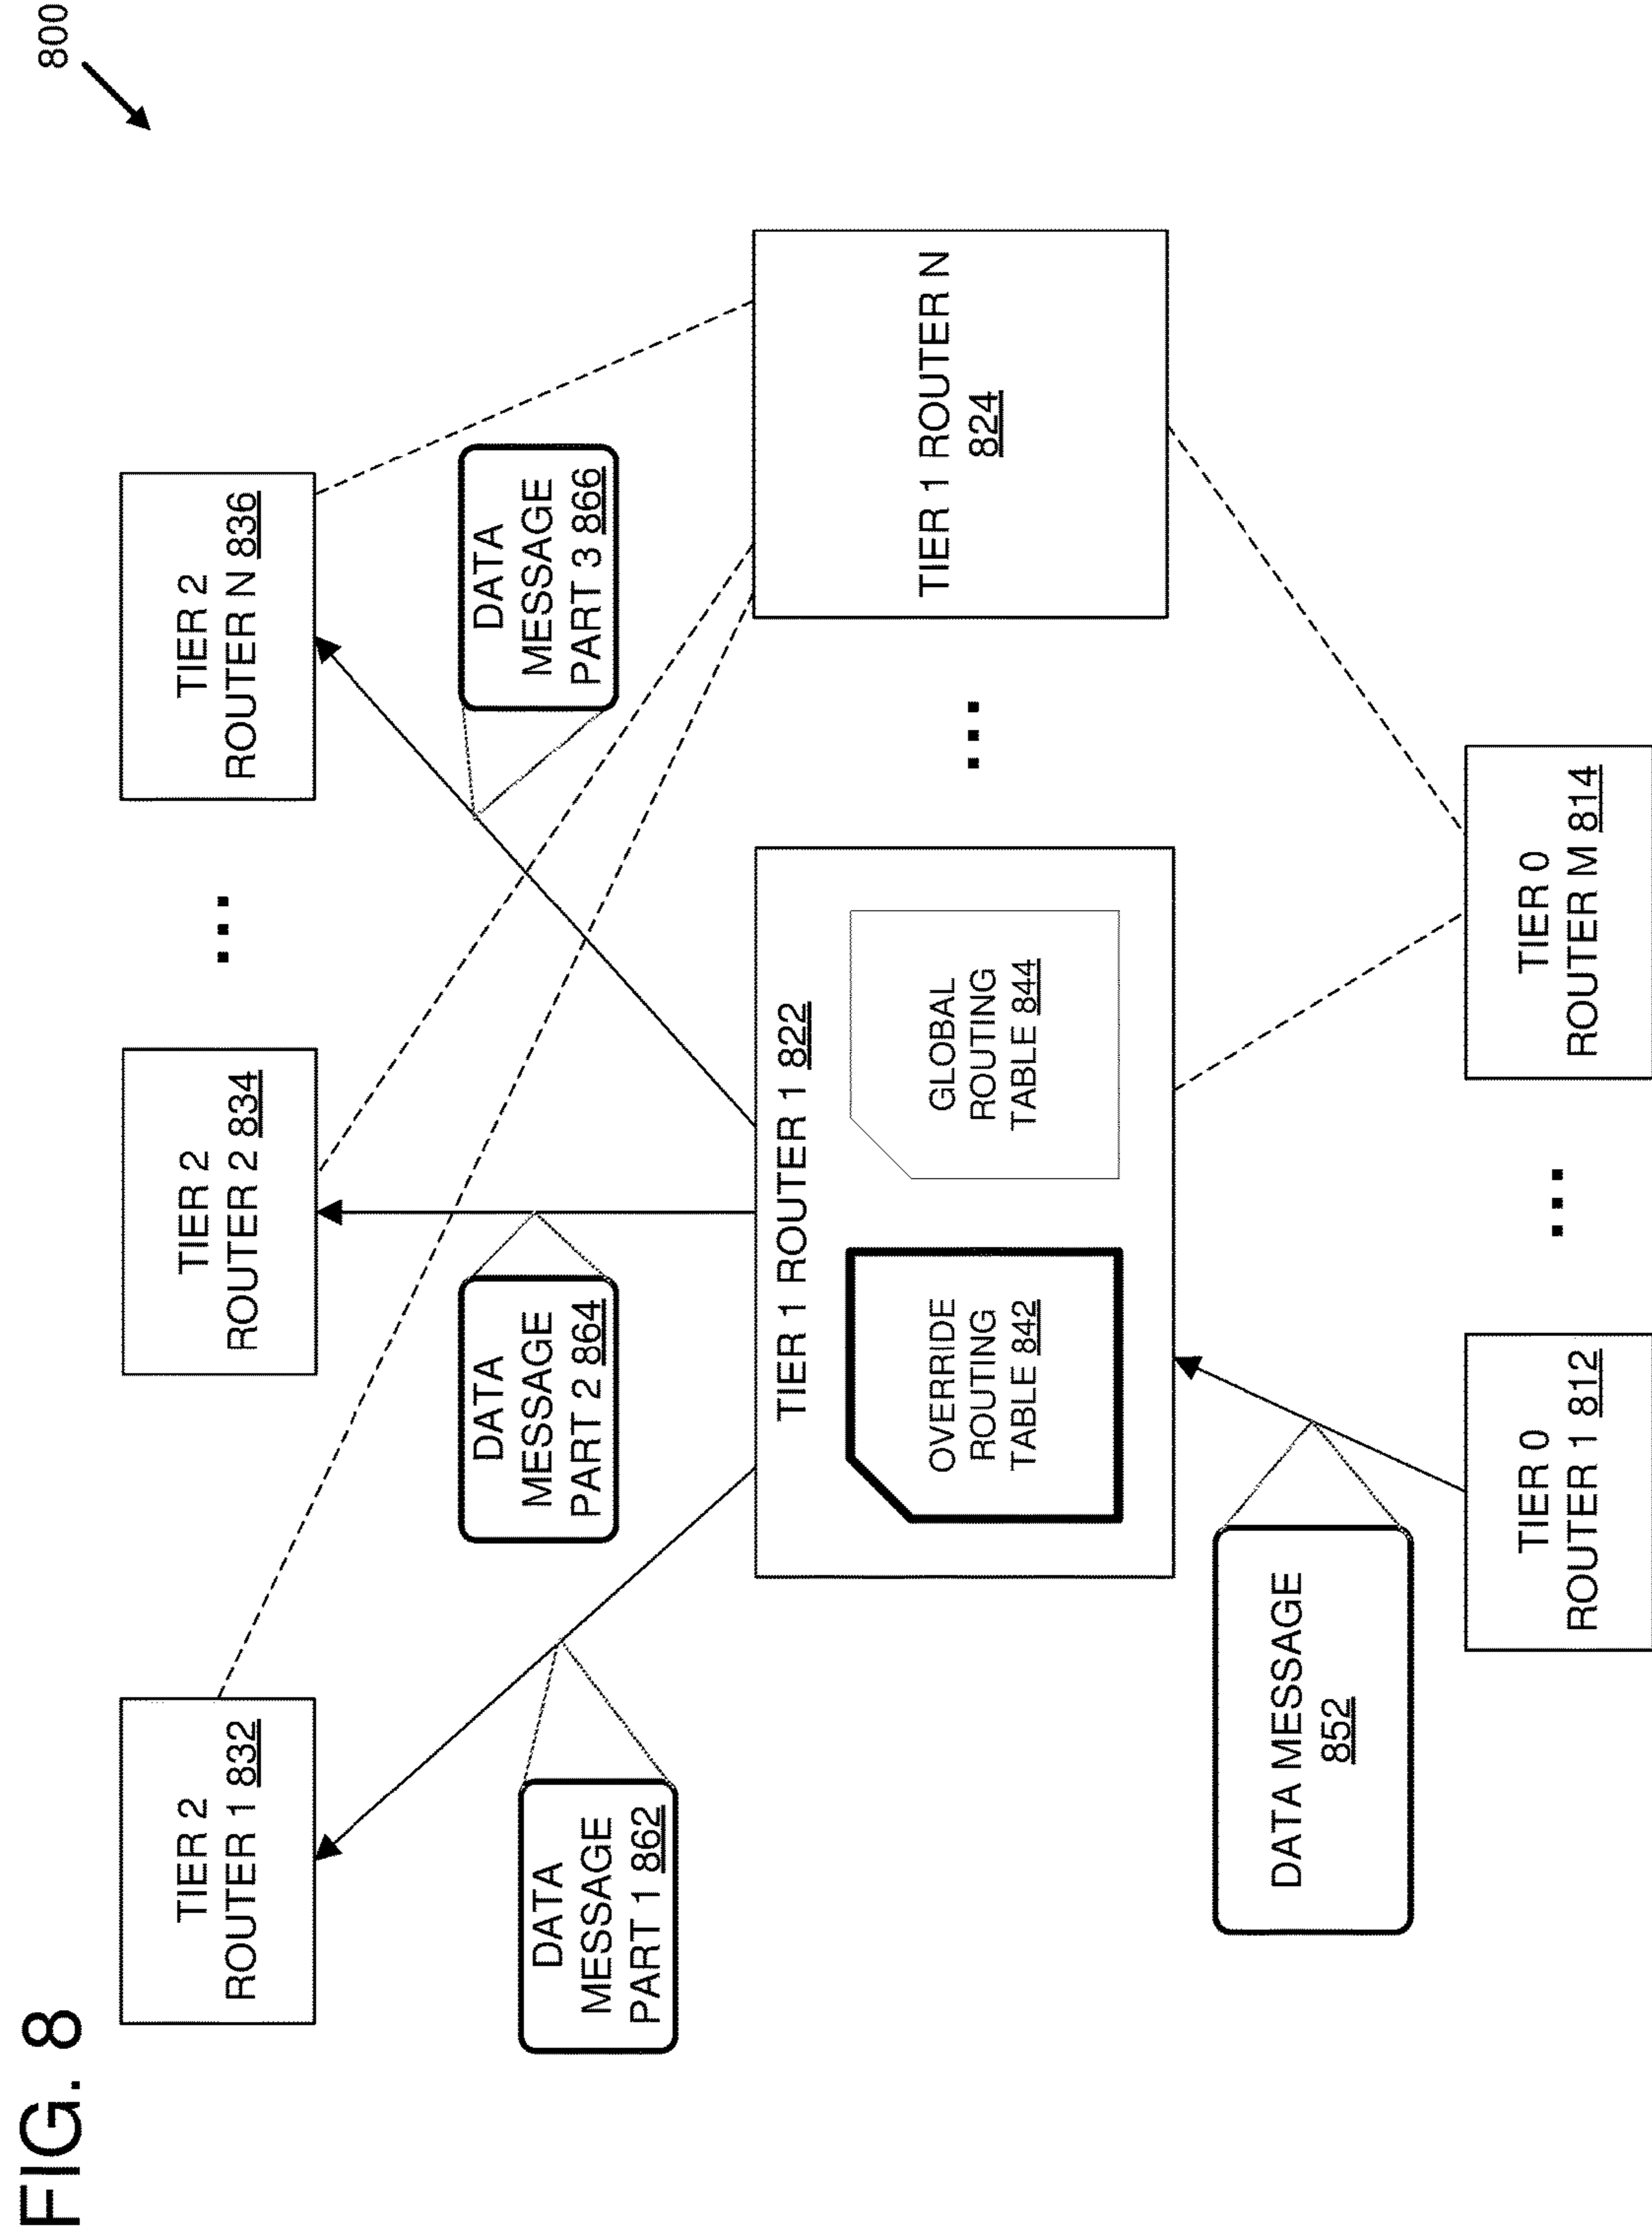 FIG. 8
800
TIER 2
ROUTER 1 832
TIER 2
ROUTER 2 834
...
TIER 2
ROUTER N 836
DATA
MESSAGE
PART 1 862
DATA
MESSAGE
PART 2 864
DATA
MESSAGE
PART 3 866
TIER 1 ROUTER 1 822
OVERRIDE
ROUTING
TABLE 842
GLOBAL
ROUTING
TABLE 844
...
TIER 1 ROUTER N
824
DATA MESSAGE
852
TIER 0
ROUTER 1 812
...
TIER 0
ROUTER M 814